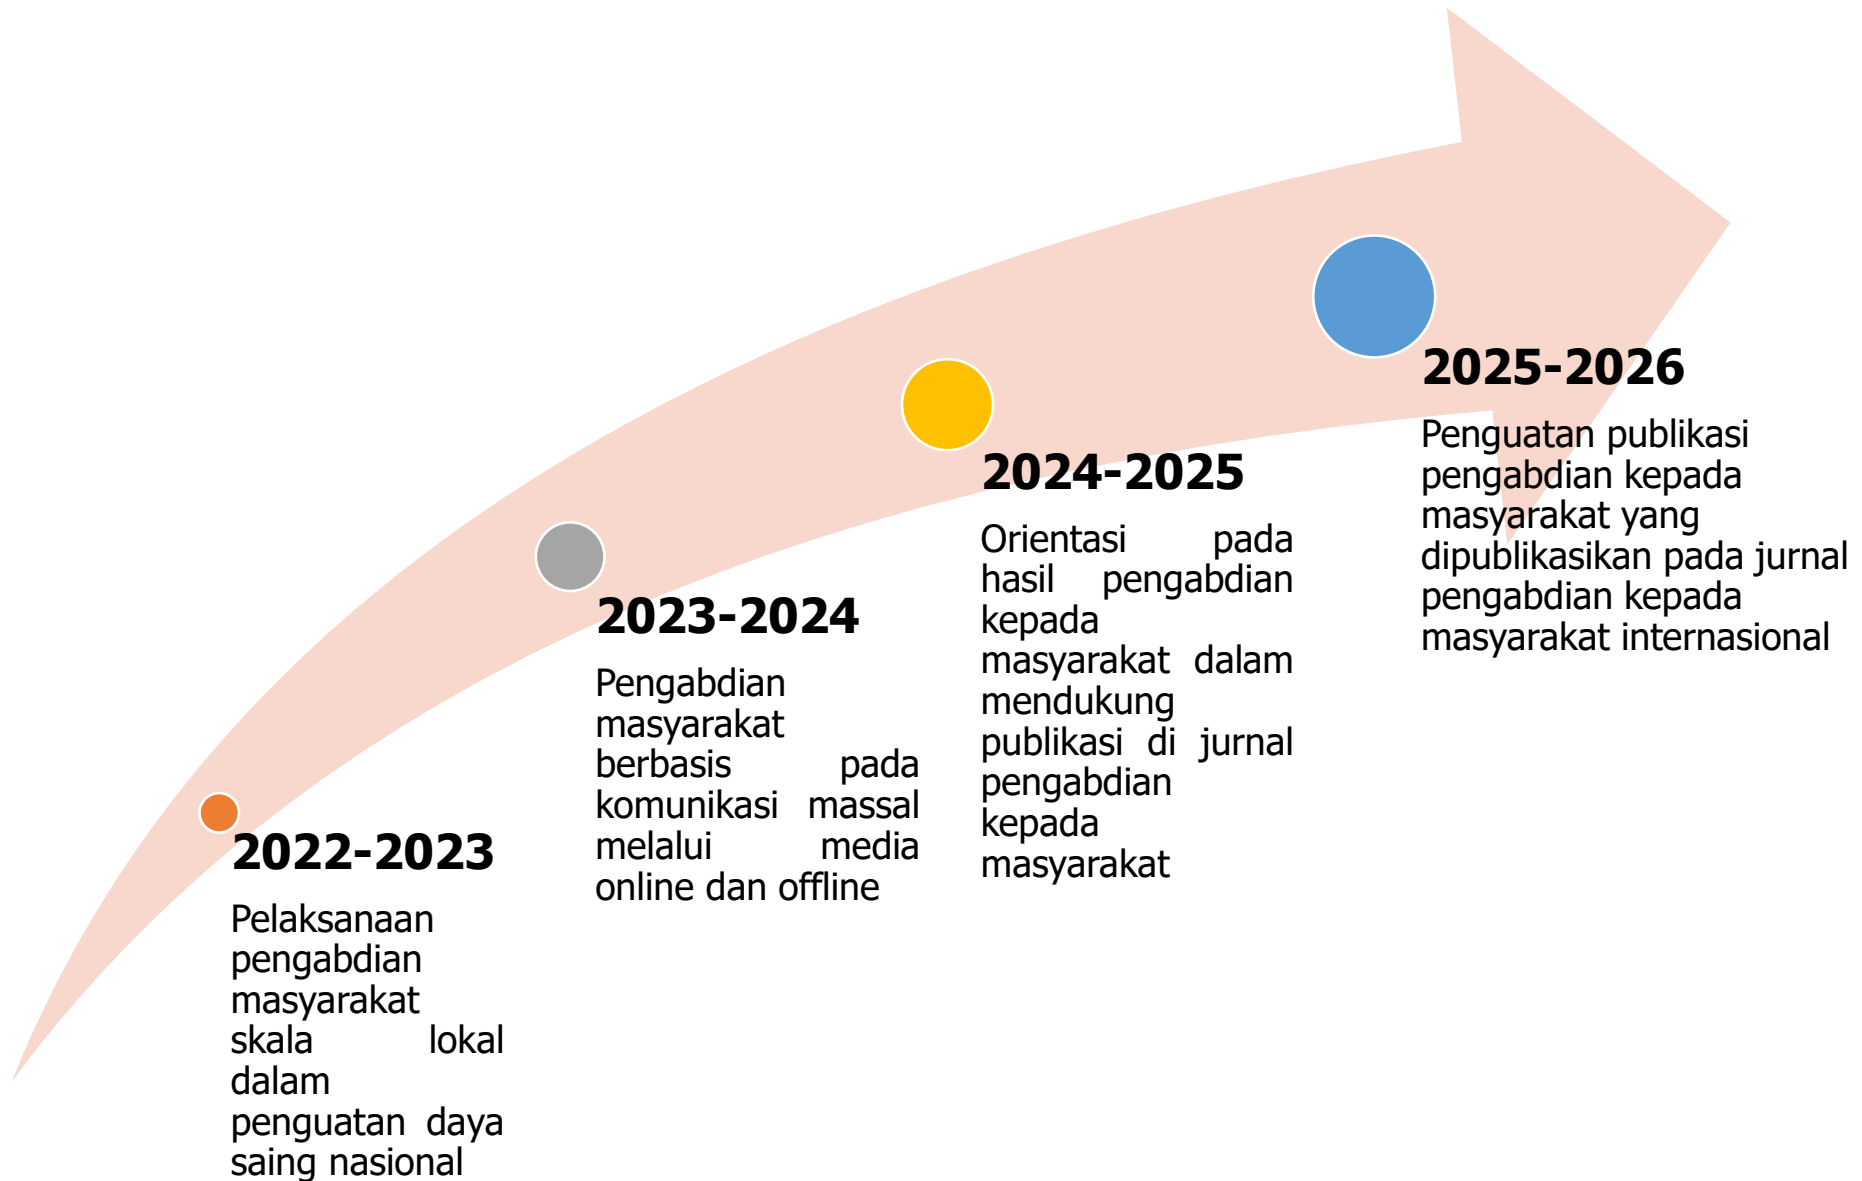 2022-2023
Pelaksanaan
pengabdian
masyarakat
skala lokal
dalam
penguatan daya
saing nasional
2023-2024
Pengabdian
masyarakat
berbasis pada
komunikasi massal
melalui media
online dan offline
2024-2025
Orientasi pada
hasil pengabdian
kepada
masyarakat dalam
mendukung
publikasi di jurnal
pengabdian
kepada
masyarakat
2025-2026
Penguatan publikasi
pengabdian kepada
masyarakat yang
dipublikasikan pada jurnal
pengabdian kepada
masyarakat internasional